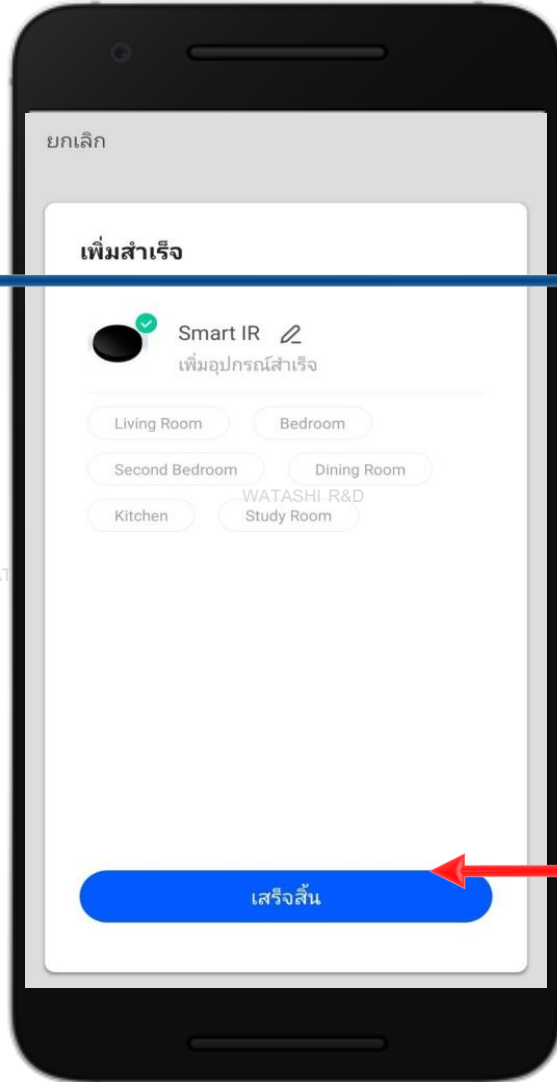 ยกเลิก
เพิ่มสำเร็จ
Smart IR
เพิ่มอุปกรณ์สำเร็จ
Living Room Bedroom
Second Bedroom Dining Room
WATASHI R&D
Kitchen Study Room
เสร็จสิ้น